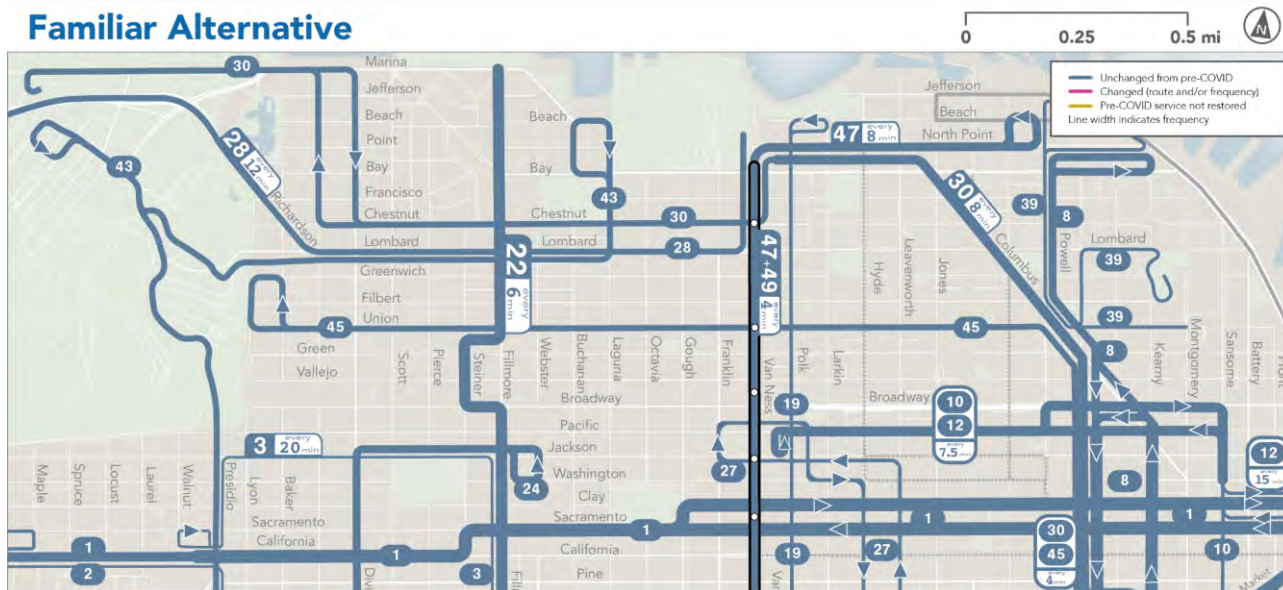 Familiar Alternative
0 0.25 0.5 mi
N
Unchanged from pre-COVID
Changed (route and/or frequency)
Pre-COVID service not restored
Line width indicates frequency
30
Marina
Jefferson
Beach
Point
Bay
Francisco
Chestnut
Lombard
Greenwich
Filbert
Union
Green
Vallejo
43
28 every 12 min
Richardson
Beach
Bay
43
Chestnut
30
Lombard
28
22 every 6 min
45
47 every 8 min
Jefferson
Beach
North Point
30 every 8 min
Columbus
39
8
Powell
Lombard
39
39
47+49 4 min
Hyde
Leavenworth
Jones
45
8
Kearny
Montgomery
Sansome
Battery
Scott
Pierce
Steiner
Fillmore
Webster
Buchanan
Laguna
Octavia
Gough
Franklin
Van Ness
Polk
Larkin
Broadway
Pacific
Jackson
Washington
Clay
Sacramento
California
Pine
19
Broadway
10
12
every 7.5 min
3 every 20 min
24
27
12
every 15 min
8
Maple
Spruce
Locust
Laurel
Walnut
Presidio
Lyon
Baker
Sacramento
California
1
2
1
3
Divi
Fill
1
19
Van
27
1
30
45
every 4 min
1
10
Market